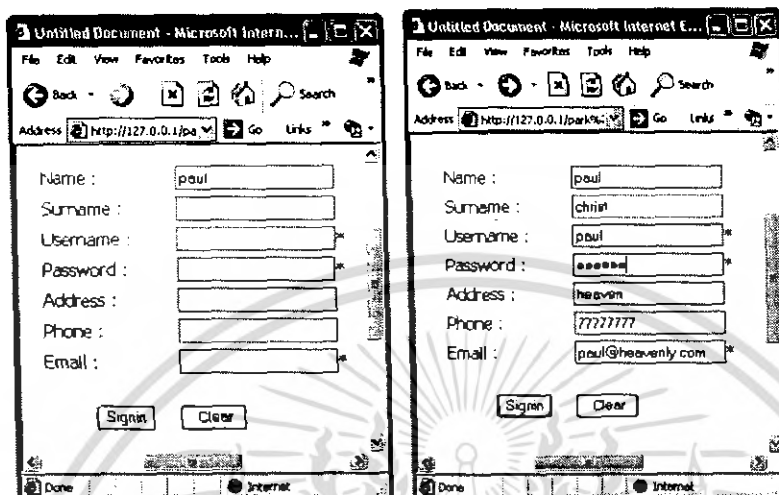 Untitled Document - Microsoft Intern...
File Edit View Favorites Tools Help
Back Search
Address http://127.0.0.1/pa Go Links
Name : paul
Surname :
Username : *
Password : *
Address :
Phone :
Email : *
Signin Clear
Done Internet
Untitled Document - Microsoft Internet E...
File Edit View Favorites Tools Help
Back Search
Address http://127.0.0.1/park% Go Links
Name : paul
Surname : christ
Username : paul *
Password : ●●●●●● *
Address : heaven
Phone : 77777777
Email : paul@heavenly.com *
Signin Clear
Done Internet